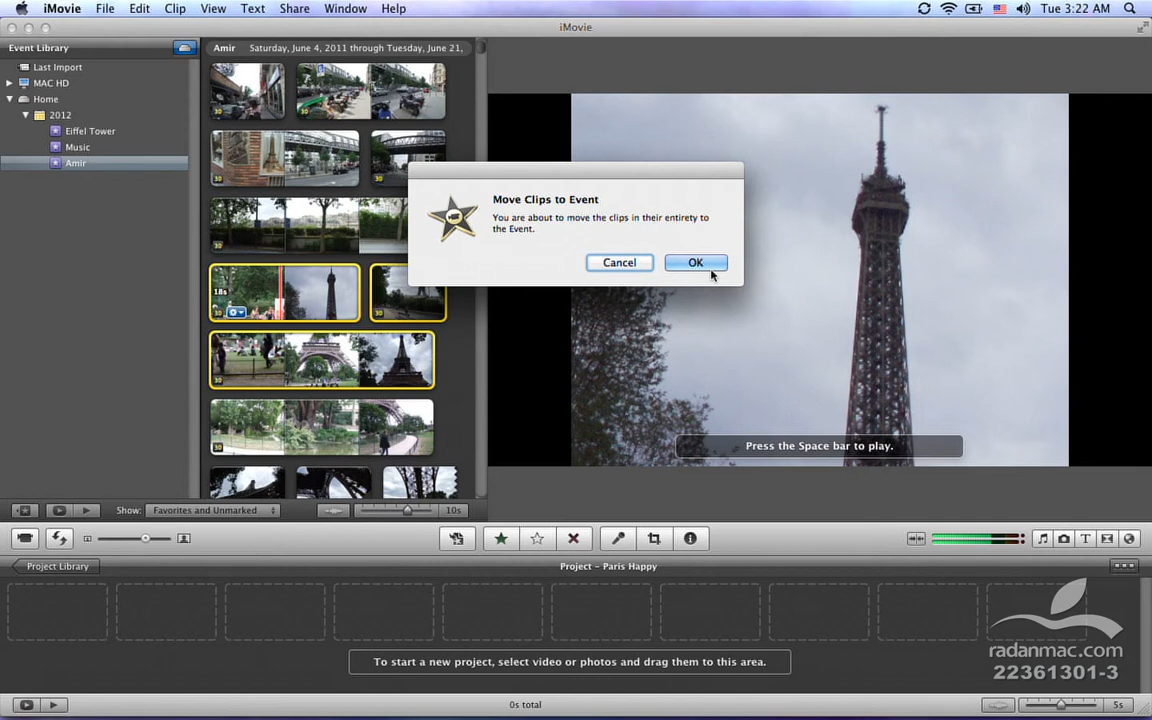 iMovie File Edit Clip View Text Share Window Help Tue 3:22 AM
iMovie
Event Library
Amir Saturday, June 4, 2011 through Tuesday, June 21,
Last Import
MAC HD
Home
2012
Eiffel Tower
Music
Amir
Move Clips to Event
You are about to move the clips in their entirety to
the Event.
Cancel OK
18s
Press the Space bar to play.
Show: Favorites and Unmarked 10s
Project Library
Project - Paris Happy
To start a new project, select video or photos and drag them to this area.
radanmac.com
22361301-3
0s total
5s